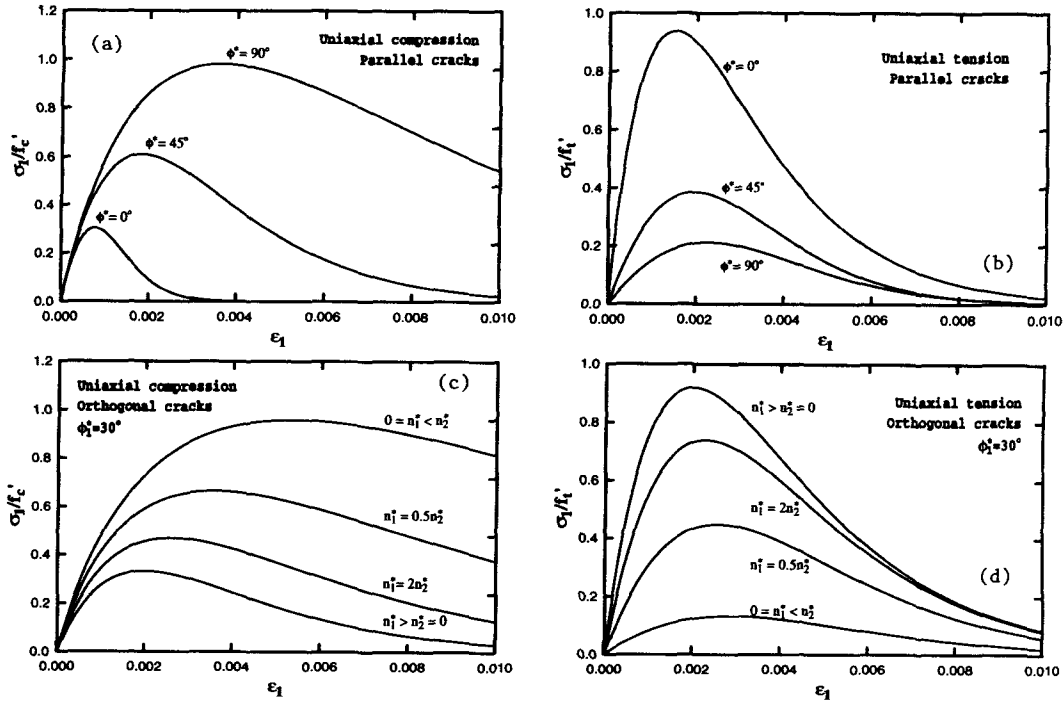 (a)
Uniaxial compression
Parallel cracks
ϕ*= 90°
ϕ*= 45°
ϕ*= 0°
σ1/fc'
1.2
1.0
0.8
0.6
0.4
0.2
0.0
0.000 0.002 0.004 0.006 0.008 0.010
ε1
(b)
Uniaxial tension
Parallel cracks
ϕ*= 0°
ϕ*= 45°
ϕ*= 90°
σ1/ft'
1.0
0.8
0.6
0.4
0.2
0.0
0.000 0.002 0.004 0.006 0.008 0.010
ε1
(c)
Uniaxial compression
Orthogonal cracks
ϕ1*=30°
0 = n1* < n2*
n1* = 0.5n2*
n1* = 2n2*
n1* > n2* = 0
σ1/fc'
1.2
1.0
0.8
0.6
0.4
0.2
0.0
0.000 0.002 0.004 0.006 0.008 0.010
ε1
(d)
Uniaxial tension
Orthogonal cracks
ϕ1*=30°
n1* > n2* = 0
n1* = 2n2*
n1* = 0.5n2*
0 = n1* < n2*
σ1/ft'
1.0
0.8
0.6
0.4
0.2
0.0
0.000 0.002 0.004 0.006 0.008 0.010
ε1